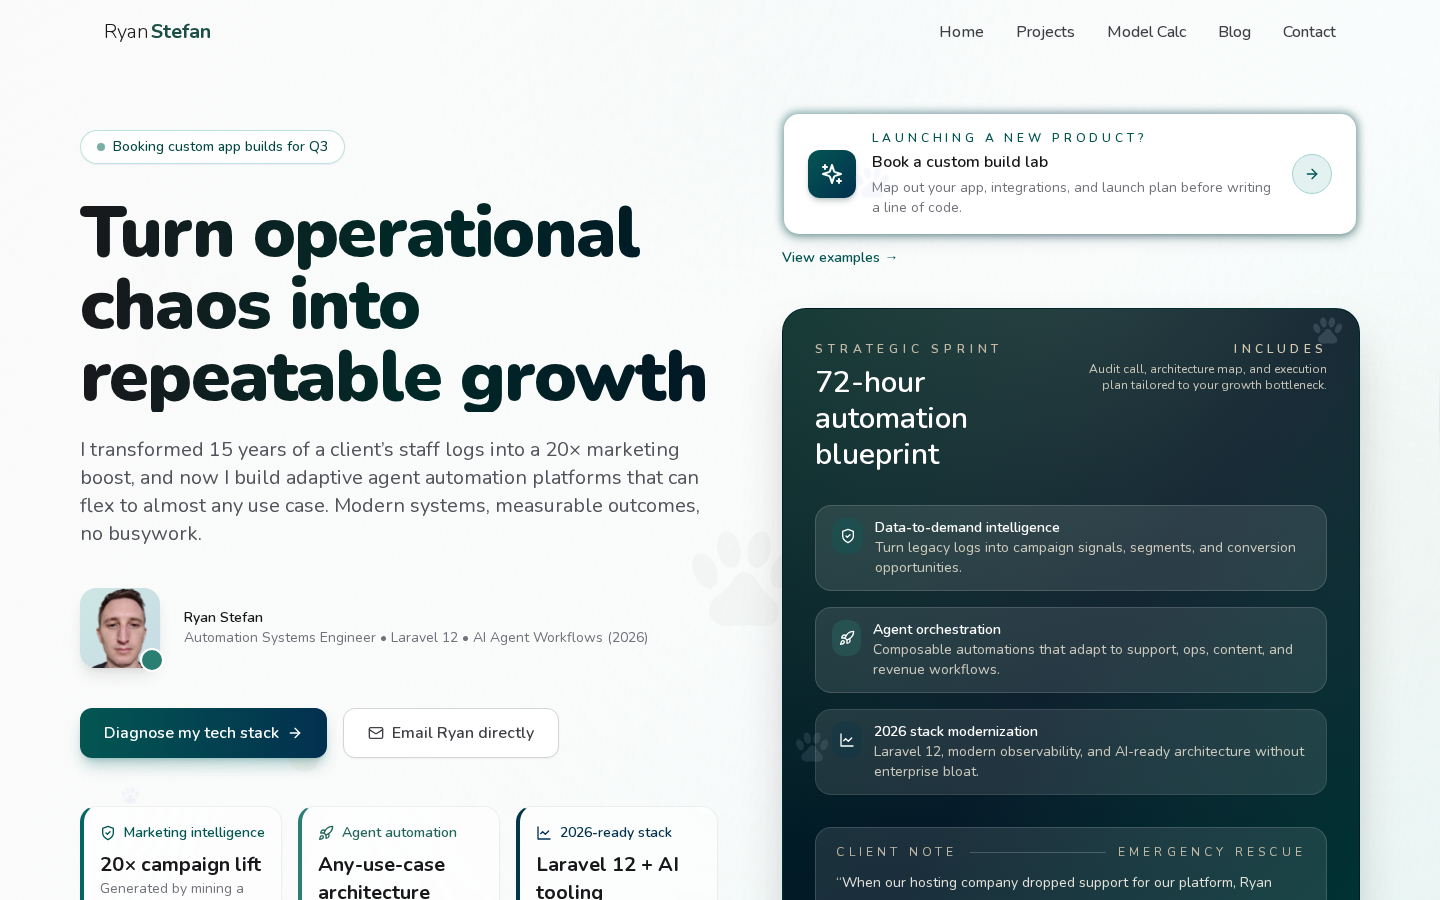 Ryan Stefan
Home
Projects
Model Calc
Blog
Contact
Booking custom app builds for Q3
Turn operational
chaos into
repeatable growth
I transformed 15 years of a client’s staff logs into a 20× marketing
boost, and now I build adaptive agent automation platforms that can
flex to almost any use case. Modern systems, measurable outcomes,
no busywork.
Ryan Stefan
Automation Systems Engineer • Laravel 12 • AI Agent Workflows (2026)
Diagnose my tech stack →
Email Ryan directly
Marketing intelligence
20× campaign lift
Generated by mining a
Agent automation
Any-use-case
architecture
2026-ready stack
Laravel 12 + AI
tooling
LAUNCHING A NEW PRODUCT?
Book a custom build lab
Map out your app, integrations, and launch plan before writing
a line of code.
View examples →
STRATEGIC SPRINT
72-hour
automation
blueprint
INCLUDES
Audit call, architecture map, and execution
plan tailored to your growth bottleneck.
Data-to-demand intelligence
Turn legacy logs into campaign signals, segments, and conversion
opportunities.
Agent orchestration
Composable automations that adapt to support, ops, content, and
revenue workflows.
2026 stack modernization
Laravel 12, modern observability, and AI-ready architecture without
enterprise bloat.
CLIENT NOTE
EMERGENCY RESCUE
“When our hosting company dropped support for our platform, Ryan